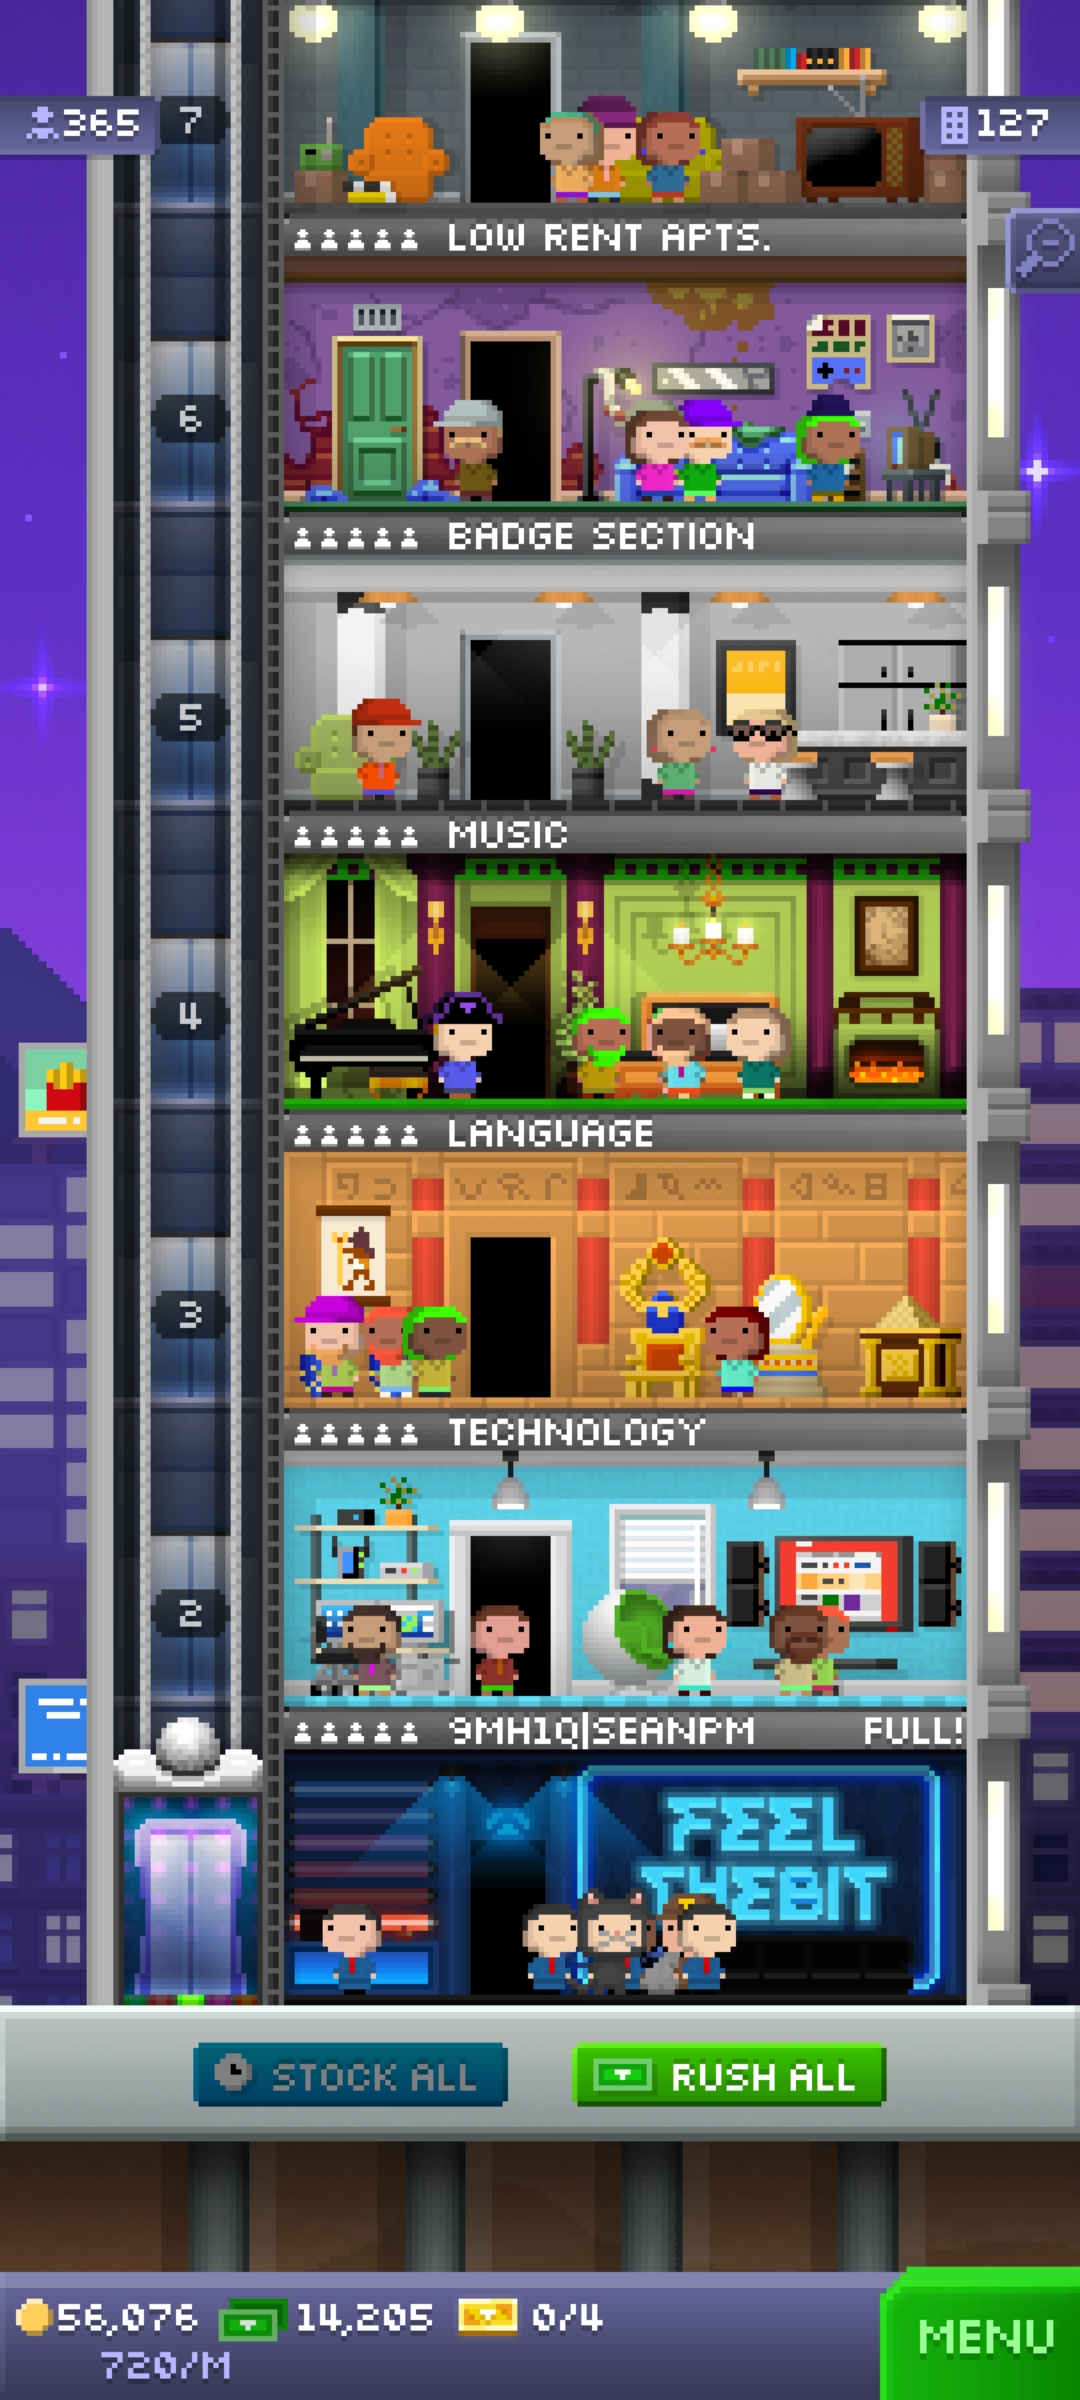 365
7
127
LOW RENT APTS.
6
BADGE SECTION
5
MUSIC
4
LANGUAGE
3
TECHNOLOGY
2
9MH1Q|SEANPM FULL!
FEEL
THEBIT
STOCK ALL
RUSH ALL
56,076
14,205
0/4
720/M
MENU